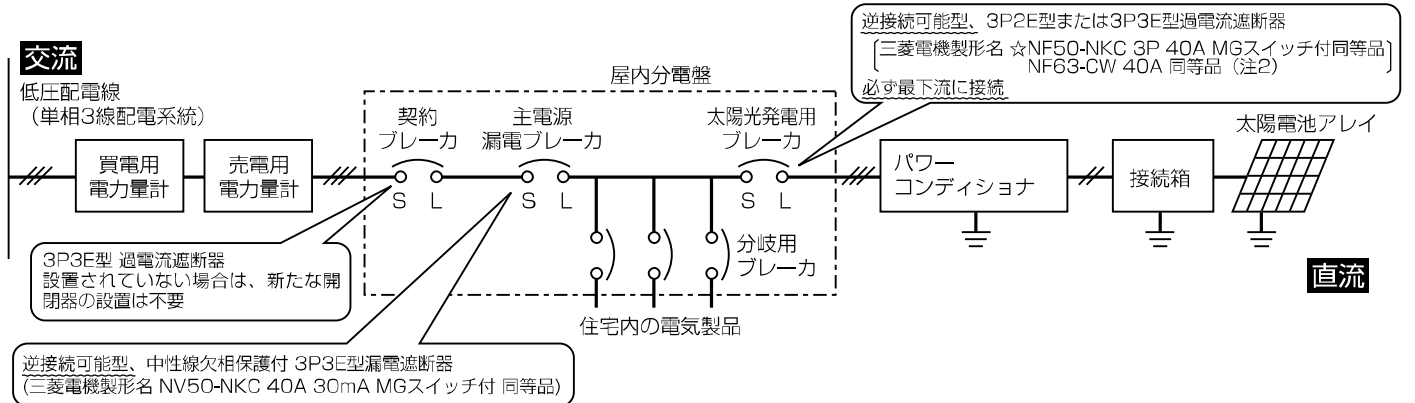 交流
低圧配電線
（単相3線配電系統）
買電用
電力量計
売電用
電力量計
屋内分電盤
契約
ブレーカ
S L
主電源
漏電ブレーカ
S L
太陽光発電用
ブレーカ
S L
分岐用
ブレーカ
住宅内の電気製品
パワー
コンディショナ
接続箱
太陽電池アレイ
直流
逆接続可能型、3P2E型または3P3E型過電流遮断器
三菱電機製形名 ☆NF50-NKC 3P 40A MGスイッチ付同等品
NF63-CW 40A 同等品（注2）
必ず最下流に接続
3P3E型 過電流遮断器
設置されていない場合は、新たな開
閉器の設置は不要
逆接続可能型、中性線欠相保護付 3P3E型漏電遮断器
(三菱電機製形名 NV50-NKC 40A 30mA MGスイッチ付 同等品)